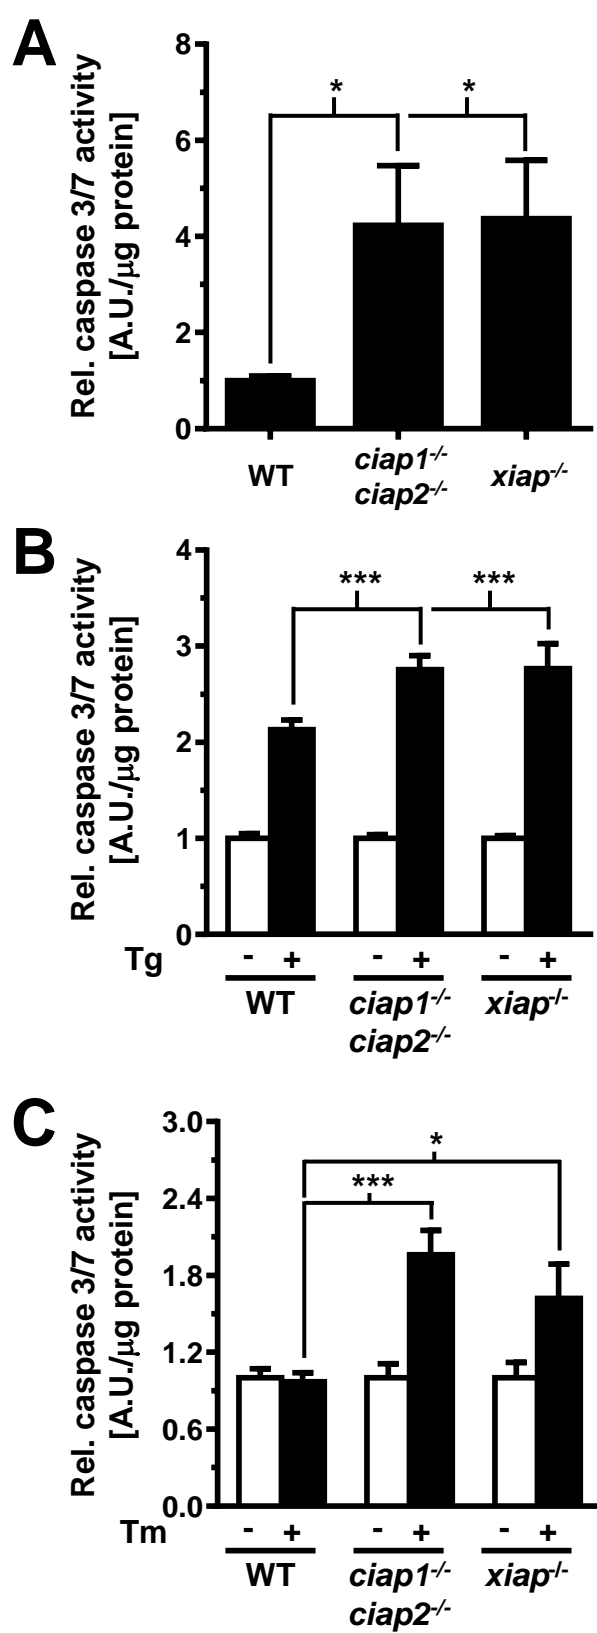 A
Rel. caspase 3/7 activity
[A.U./µg protein]
8
6
4
2
0
*
*
WT
ciap1-/-
ciap2-/-
xiap-/-
B
Rel. caspase 3/7 activity
[A.U./µg protein]
4
3
2
1
0
***
***
Tg - + - + - +
WT
ciap1-/-
ciap2-/-
xiap-/-
C
Rel. caspase 3/7 activity
[A.U./µg protein]
3.0
2.4
1.8
1.2
0.6
0.0
*
***
Tm - + - + - +
WT
ciap1-/-
ciap2-/-
xiap-/-